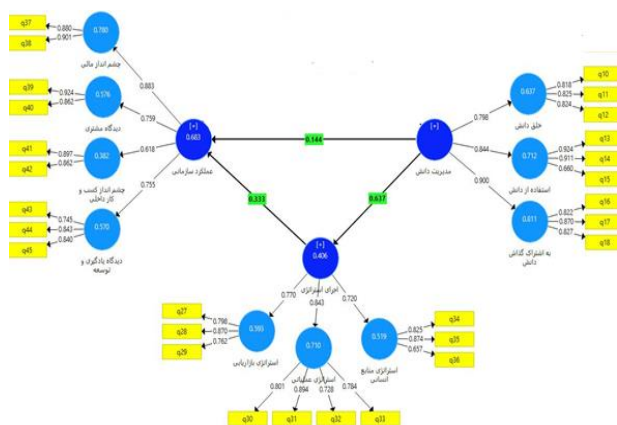 q37
0.880
q38
0.901
0.780
چشم انداز مالی
0.883
q39
0.924
q40
0.862
0.576
دیدگاه مشتری
0.759
q41
0.897
q42
0.862
0.382
چشم انداز کسب و
کار داخلی
0.618
q43
0.745
q44
0.843
q45
0.840
0.570
دیدگاه یادگیری و
توسعه
0.755
[+]
0.683
عملکرد سازمانی
0.544
[+]
مدیریت دانش
0.798
0.637
خلق دانش
0.818
q10
0.825
q11
0.824
q12
0.844
0.712
استفاده از دانش
0.924
q13
0.911
q14
0.660
q15
0.900
0.811
به اشتراک گذاش
دانش
0.822
q16
0.870
q17
0.827
q18
0.333
0.637
[+]
0.406
اجرای استراتژی
0.770
0.843
0.720
q27
0.798
q28
0.870
q29
0.762
0.593
استراتژی بازاریابی
0.710
استراتژی عملیاتی
0.519
استراتژی منابع
انسانی
0.825
q34
0.874
q35
0.657
q36
0.801
0.894
0.728
0.784
q30
q31
q32
q33